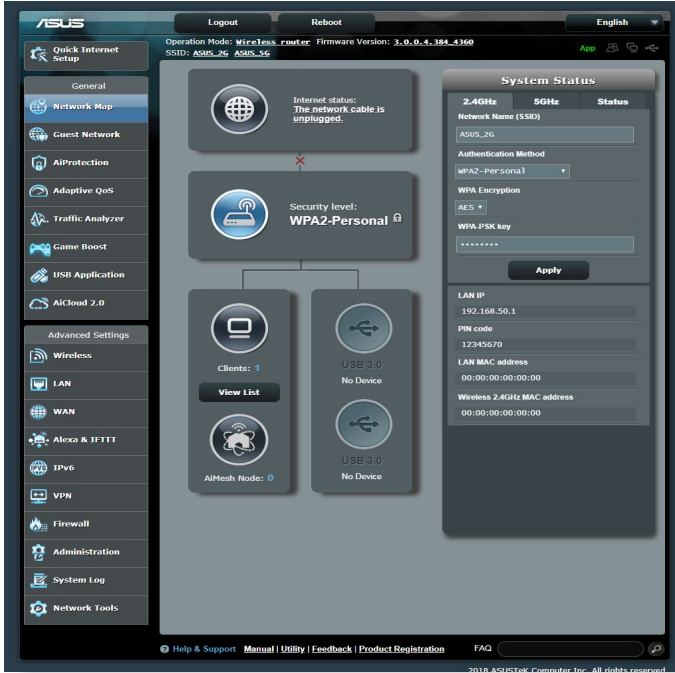 ASUS
Logout
Reboot
English
Operation Mode: Wireless router Firmware Version: 3.0.0.4.384_4360
SSID: ASUS_2G ASUS_5G
App
Quick Internet
Setup
General
Network Map
Guest Network
AiProtection
Adaptive QoS
Traffic Analyzer
Game Boost
USB Application
AiCloud 2.0
Advanced Settings
Wireless
LAN
WAN
Alexa & IFTTT
IPv6
VPN
Firewall
Administration
System Log
Network Tools
Internet status:
The network cable is
unplugged.
Security level:
WPA2-Personal
Clients: 1
View List
AiMesh Node: 0
USB 3.0
No Device
USB 3.0
No Device
System Status
2.4GHz 5GHz Status
Network Name (SSID)
ASUS_2G
Authentication Method
WPA2-Personal
WPA Encryption
AES
WPA-PSK key
········
Apply
LAN IP
192.168.50.1
PIN code
12345670
LAN MAC address
00:00:00:00:00:00
Wireless 2.4GHz MAC address
00:00:00:00:00:00
Help & Support Manual | Utility | Feedback | Product Registration FAQ
2018 ASUSTeK Computer Inc. All rights reserved